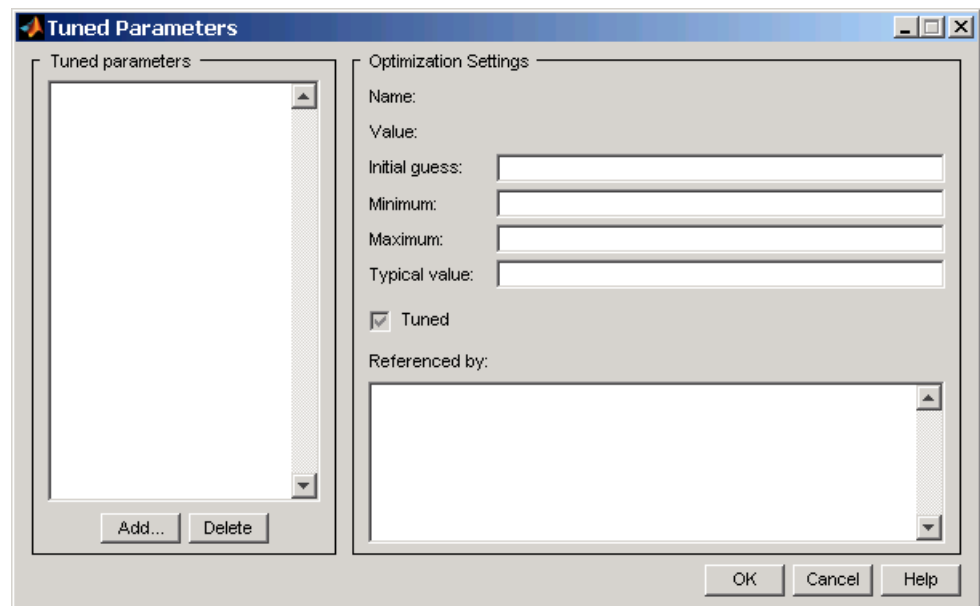 Tuned Parameters
Tuned parameters
Add...
Delete
Optimization Settings
Name:
Value:
Initial guess:
Minimum:
Maximum:
Typical value:
Tuned
Referenced by:
OK
Cancel
Help